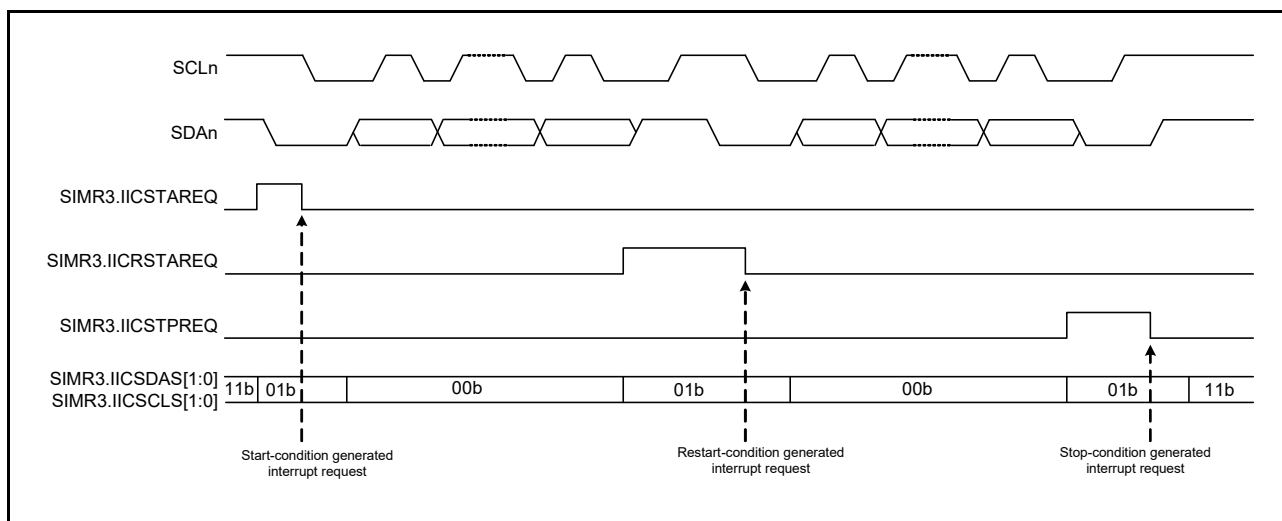 SCLn
SDAn
SIMR3.IICSTAREQ
SIMR3.IICRSTAREQ
SIMR3.IICSTPREQ
SIMR3.IICSDAS[1:0]
SIMR3.IICSCLS[1:0]
11b 01b 00b 01b 00b 01b 11b
Start-condition generated
interrupt request
Restart-condition generated
interrupt request
Stop-condition generated
interrupt request